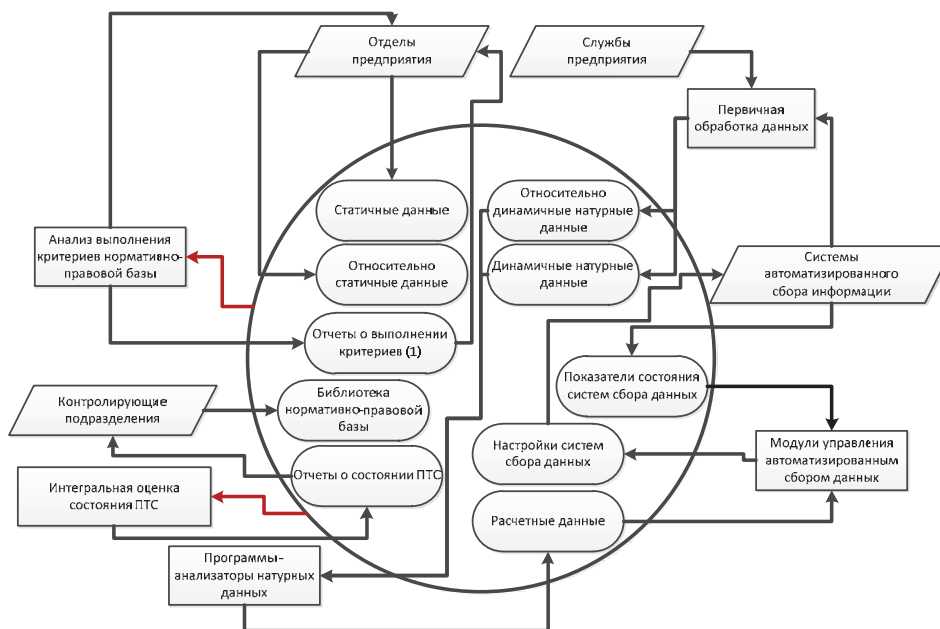 Отделы
предприятия
Службы
предприятия
Первичная
обработка данных
Статичные данные
Относительно
динамичные натурные
данные
Анализ выполнения
критериев нормативно-
правовой базы
Относительно
статичные данные
Динамичные натурные
данные
Системы
автоматизированного
сбора информации
Отчеты о выполнении
критериев (1)
Показатели состояния
систем сбора данных
Контролирующие
подразделения
Библиотека
нормативно-правовой
базы
Настройки систем
сбора данных
Модули управления
автоматизированным
сбором данных
Интегральная оценка
состояния ПТС
Отчеты о состоянии ПТС
Расчетные данные
Программы-
анализаторы натурных
данных